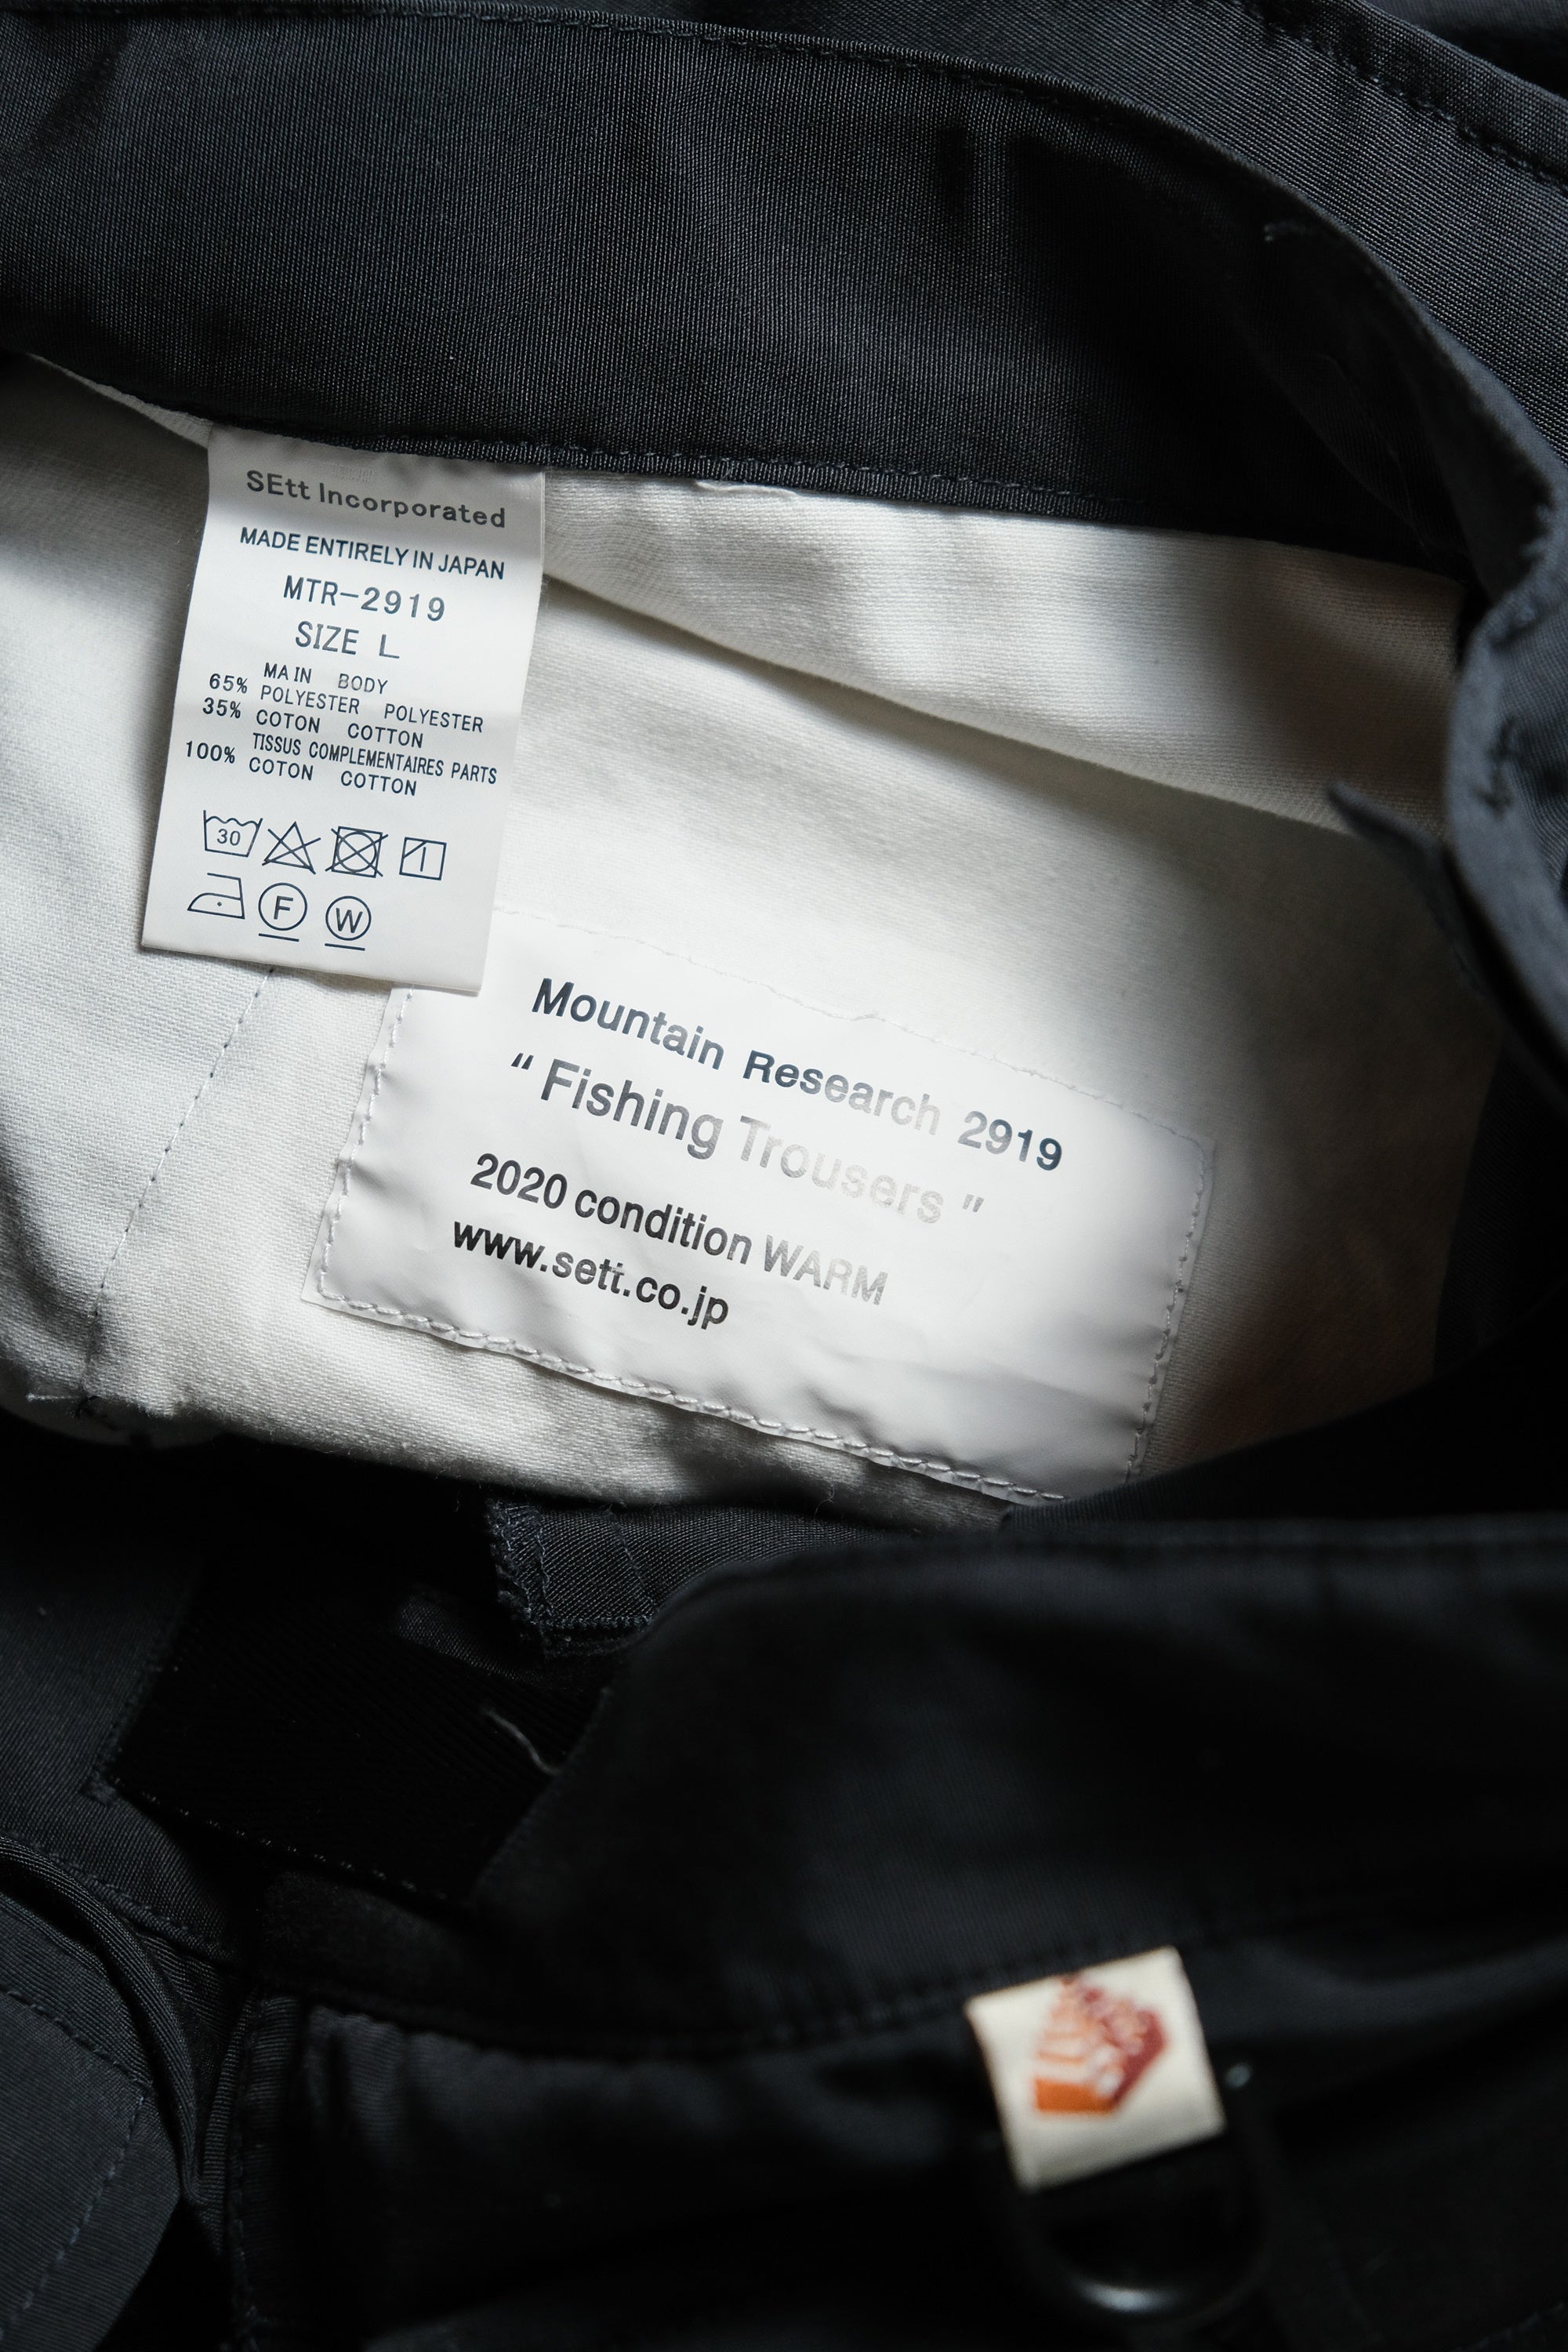 SEtt Incorporated
MADE ENTIRELY IN JAPAN
MTR-2919
SIZE L
MAIN BODY
65% POLYESTER POLYESTER
35% COTON COTTON
TISSUS COMPLEMENTAIRES PARTS
100% COTON COTTON
30
F W
Mountain Research 2919
“ Fishing Trousers ”
2020 condition WARM
www.sett.co.jp